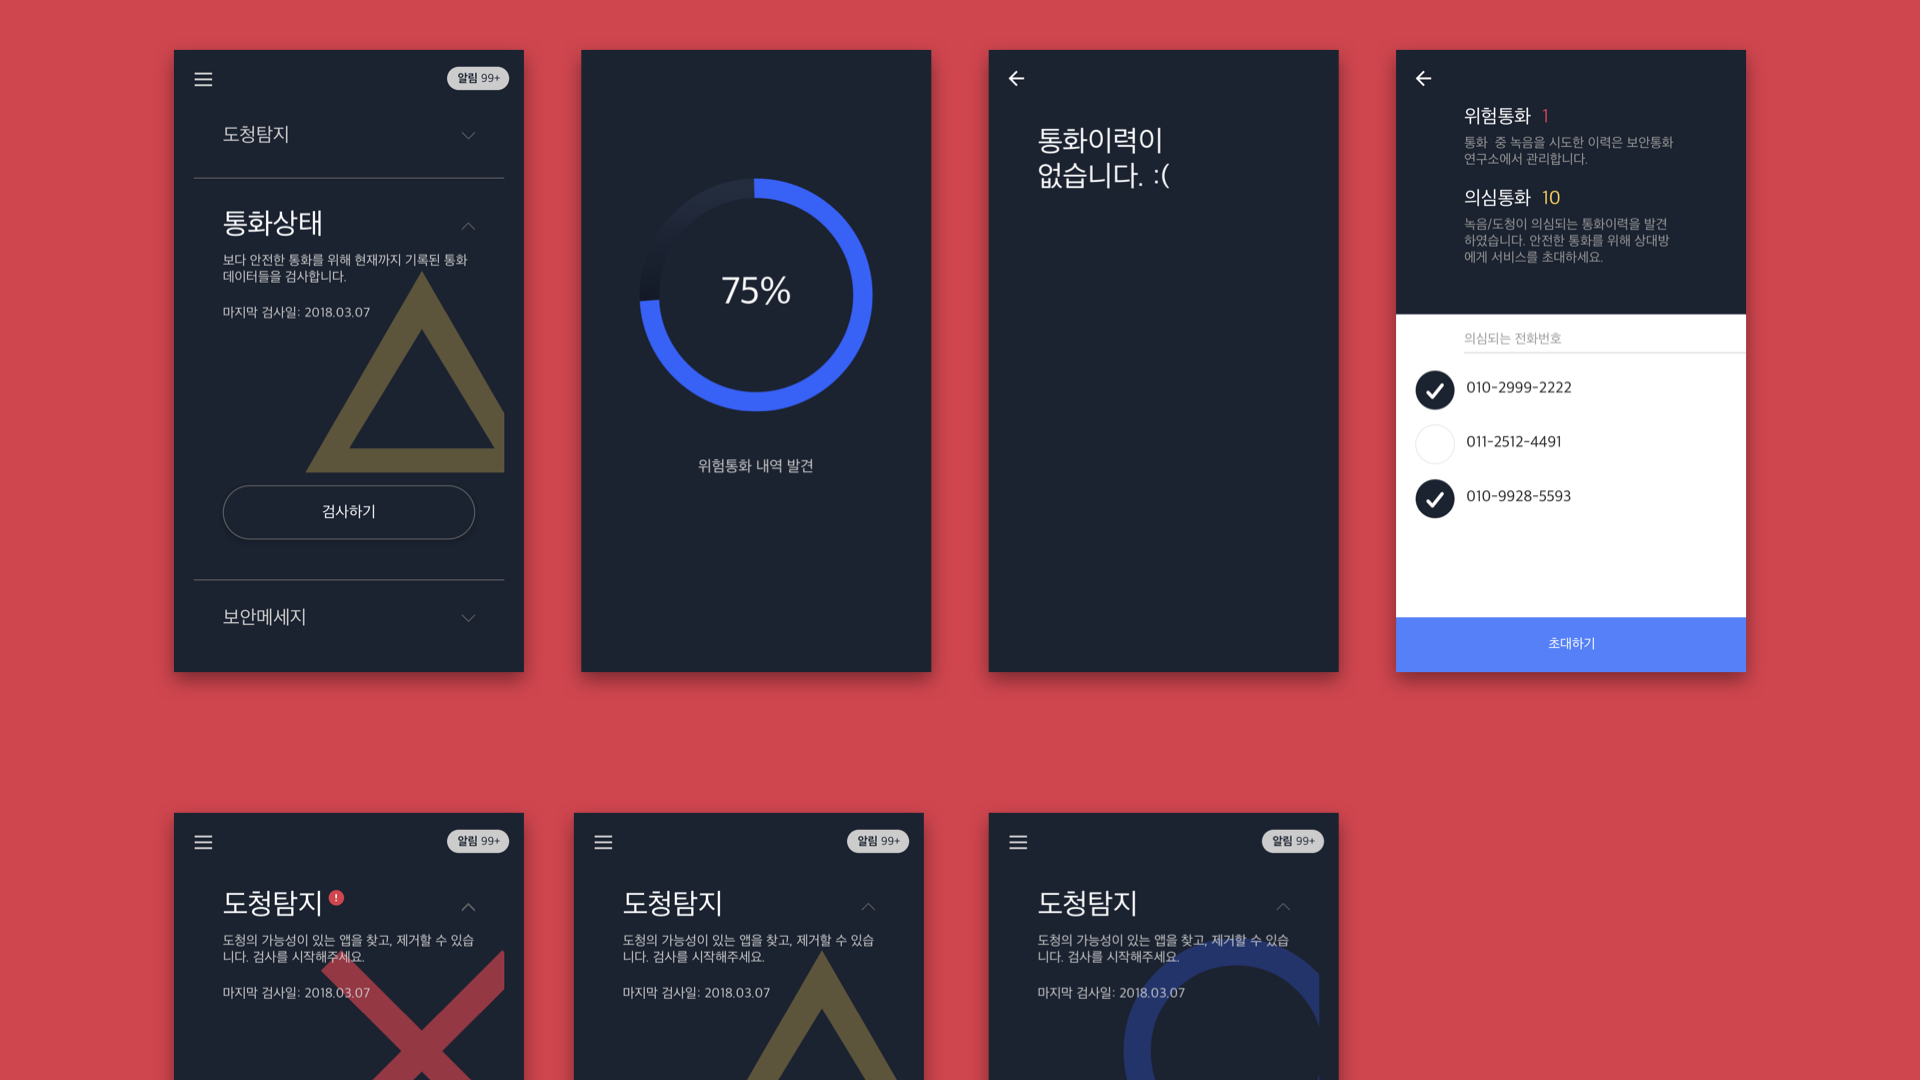 알림 99+
도청탐지
통화상태
보다 안전한 통화를 위해 현재까지 기록된 통화
데이터들을 검사합니다.
마지막 검사일: 2018.03.07
검사하기
보안메세지
75%
위험통화 내역 발견
통화이력이
없습니다. :(
위험통화 1
통화 중 녹음을 시도한 이력은 보안통화
연구소에서 관리합니다.
의심통화 10
녹음/도청이 의심되는 통화이력을 발견
하였습니다. 안전한 통화를 위해 상대방
에게 서비스를 초대하세요.
의심되는 전화번호
010-2999-2222
011-2512-4491
010-9928-5593
초대하기
알림 99+
도청탐지 !
도청의 가능성이 있는 앱을 찾고, 제거할 수 있습
니다. 검사를 시작해주세요.
마지막 검사일: 2018.03.07
알림 99+
도청탐지
도청의 가능성이 있는 앱을 찾고, 제거할 수 있습
니다. 검사를 시작해주세요.
마지막 검사일: 2018.03.07
알림 99+
도청탐지
도청의 가능성이 있는 앱을 찾고, 제거할 수 있습
니다. 검사를 시작해주세요.
마지막 검사일: 2018.03.07